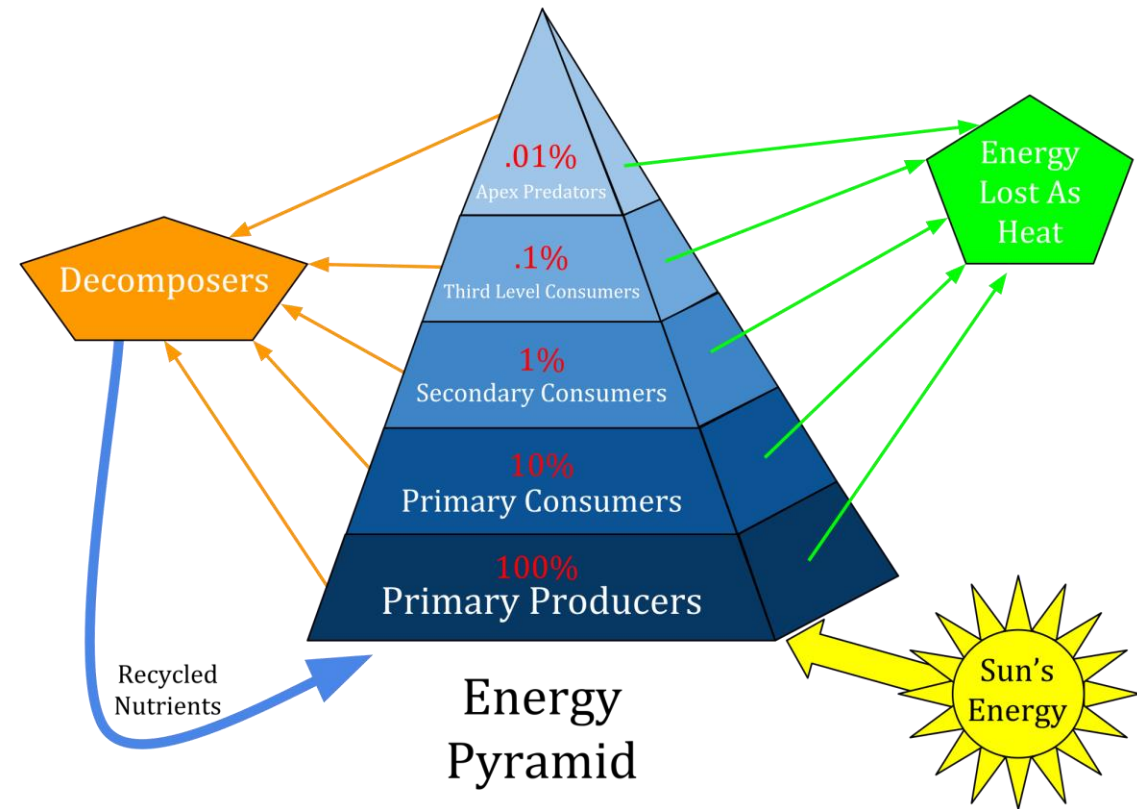 .01%
Apex Predators
Energy
Lost As
Heat
Decomposers
.1%
Third Level Consumers
1%
Secondary Consumers
10%
Primary Consumers
100%
Primary Producers
Recycled
Nutrients
Sun's
Energy
Energy
Pyramid